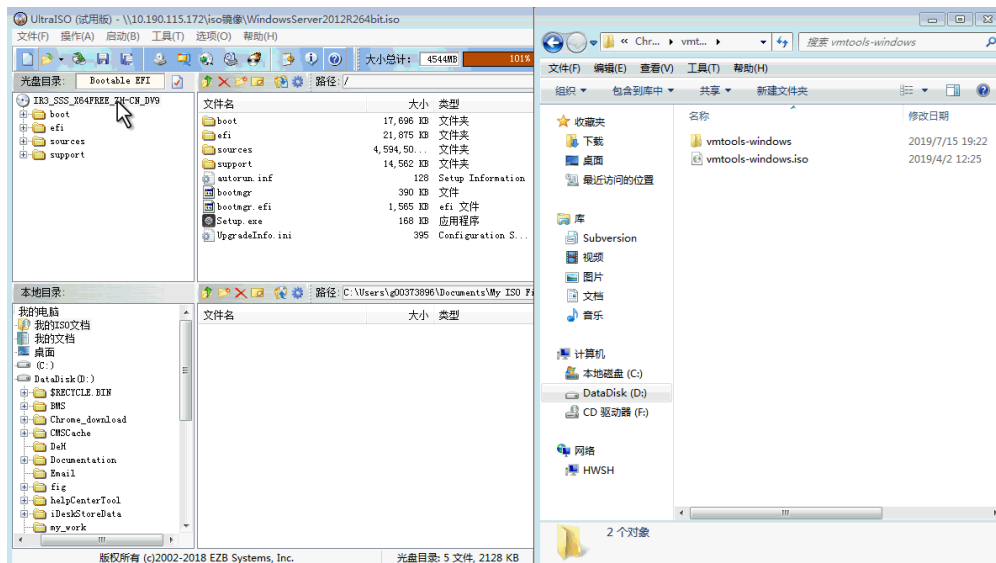 UltraISO (试用版) - \\10.190.115.172\iso镜像\WindowsServer2012R264bit.iso
文件(F) 操作(A) 启动(B) 工具(T) 选项(O) 帮助(H)
大小总计: 4544MB 101%
光盘目录: Bootable EFI 路径: /
IR3_SSS_X64FREE_ZH-CN_DV9
boot
efi
sources
support
文件名 大小 类型
boot 17,696 KB 文件夹
efi 21,875 KB 文件夹
sources 4,594,50... 文件夹
support 14,562 KB 文件夹
autorun.inf 128 Setup Information
bootmgr 390 KB 文件
bootmgr.efi 1,565 KB efi 文件
Setup.exe 168 KB 应用程序
UpgradeInfo.ini 395 Configuration S...
本地目录: 路径: C:\Users\g00373896\Documents\My ISO Fi
我的电脑
我的ISO文档
我的文档
桌面
(C:)
DataDisk(D:)
$RECYCLE.BIN
BMS
Chrome_download
CMSCache
DeH
Documentation
Email
fig
helpCenterTool
iDeskStoreData
my_work
文件名 大小 类型
版权所有 (c)2002-2018 EZB Systems, Inc. 光盘目录: 5 文件, 2128 KB
« Chr... vmt... 搜索 vmtools-windows
文件(F) 编辑(E) 查看(V) 工具(T) 帮助(H)
组织 包含到库中 共享 新建文件夹
收藏夹
下载
桌面
最近访问的位置
库
Subversion
视频
图片
文档
音乐
计算机
本地磁盘 (C:)
DataDisk (D:)
CD 驱动器 (F:)
网络
HWSH
名称 修改日期
vmtools-windows 2019/7/15 19:22
vmtools-windows.iso 2019/4/2 12:25
2 个对象